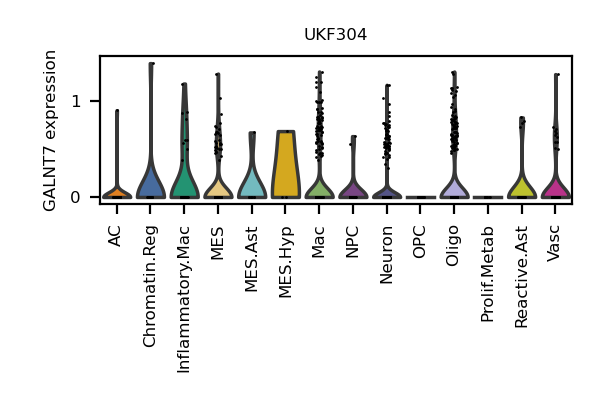 UKF304
GALNT7 expression
1
0
AC
Chromatin.Reg
Inflammatory.Mac
MES
MES.Ast
MES.Hyp
Mac
NPC
Neuron
OPC
Oligo
Prolif.Metab
Reactive.Ast
Vasc